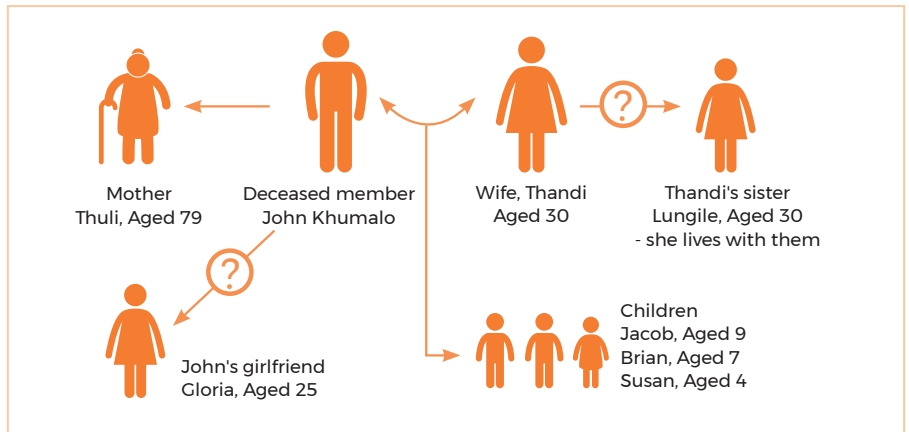 ?
Mother
Thuli, Aged 79
Deceased member
John Khumalo
Wife, Thandi
Aged 30
Thandi's sister
Lungile, Aged 30
- she lives with them
?
John's girlfriend
Gloria, Aged 25
Children
Jacob, Aged 9
Brian, Aged 7
Susan, Aged 4